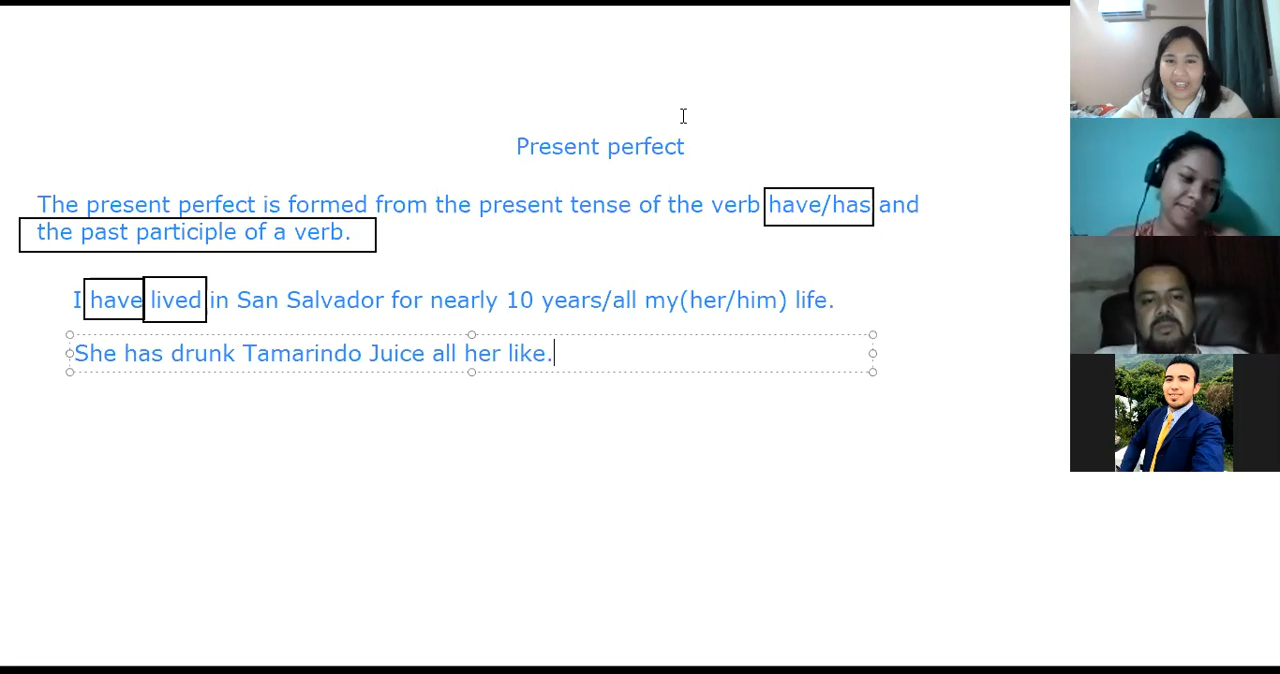 Present perfect
The present perfect is formed from the present tense of the verb have/has and
the past participle of a verb.
I have lived in San Salvador for nearly 10 years/all my(her/him) life.
She has drunk Tamarindo Juice all her like.